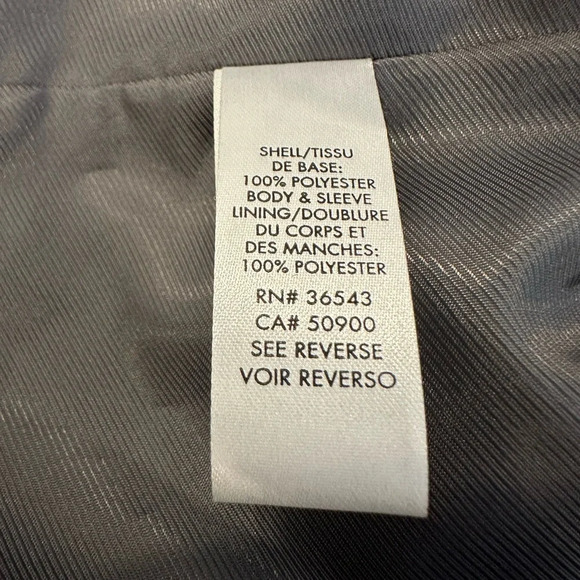 SHELL/TISSU
DE BASE:
100% POLYESTER
BODY & SLEEVE
LINING/DOUBLURE
DU CORPS ET
DES MANCHES:
100% POLYESTER
RN# 36543
CA# 50900
SEE REVERSE
VOIR REVERSO